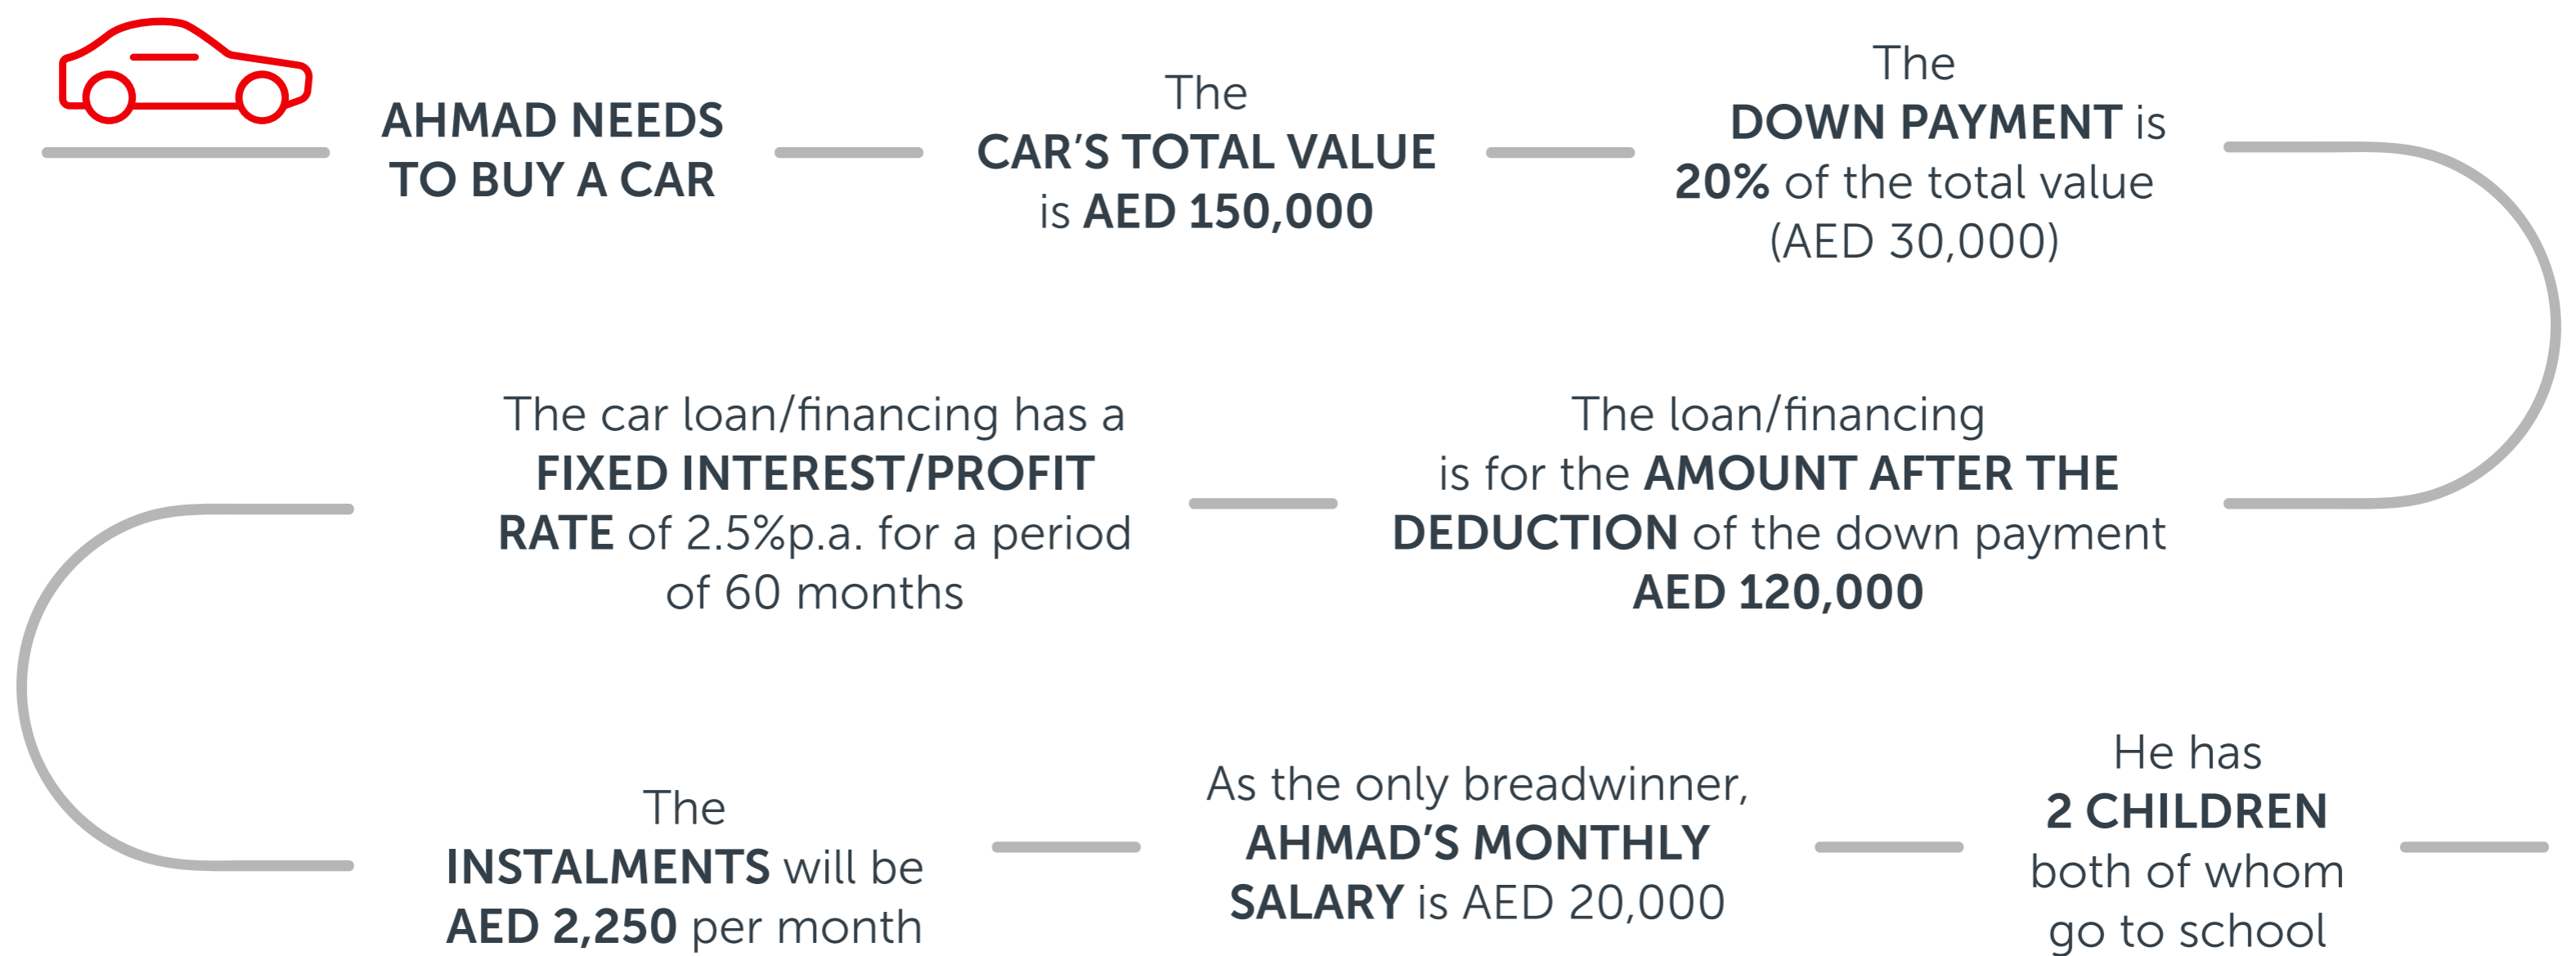 AHMAD NEEDS
TO BUY A CAR
The
CAR’S TOTAL VALUE
is AED 150,000
The
DOWN PAYMENT is
20% of the total value
(AED 30,000)
The loan/financing
is for the AMOUNT AFTER THE
DEDUCTION of the down payment
AED 120,000
The car loan/financing has a
FIXED INTEREST/PROFIT
RATE of 2.5%p.a. for a period
of 60 months
The
INSTALMENTS will be
AED 2,250 per month
As the only breadwinner,
AHMAD’S MONTHLY
SALARY is AED 20,000
He has
2 CHILDREN
both of whom
go to school